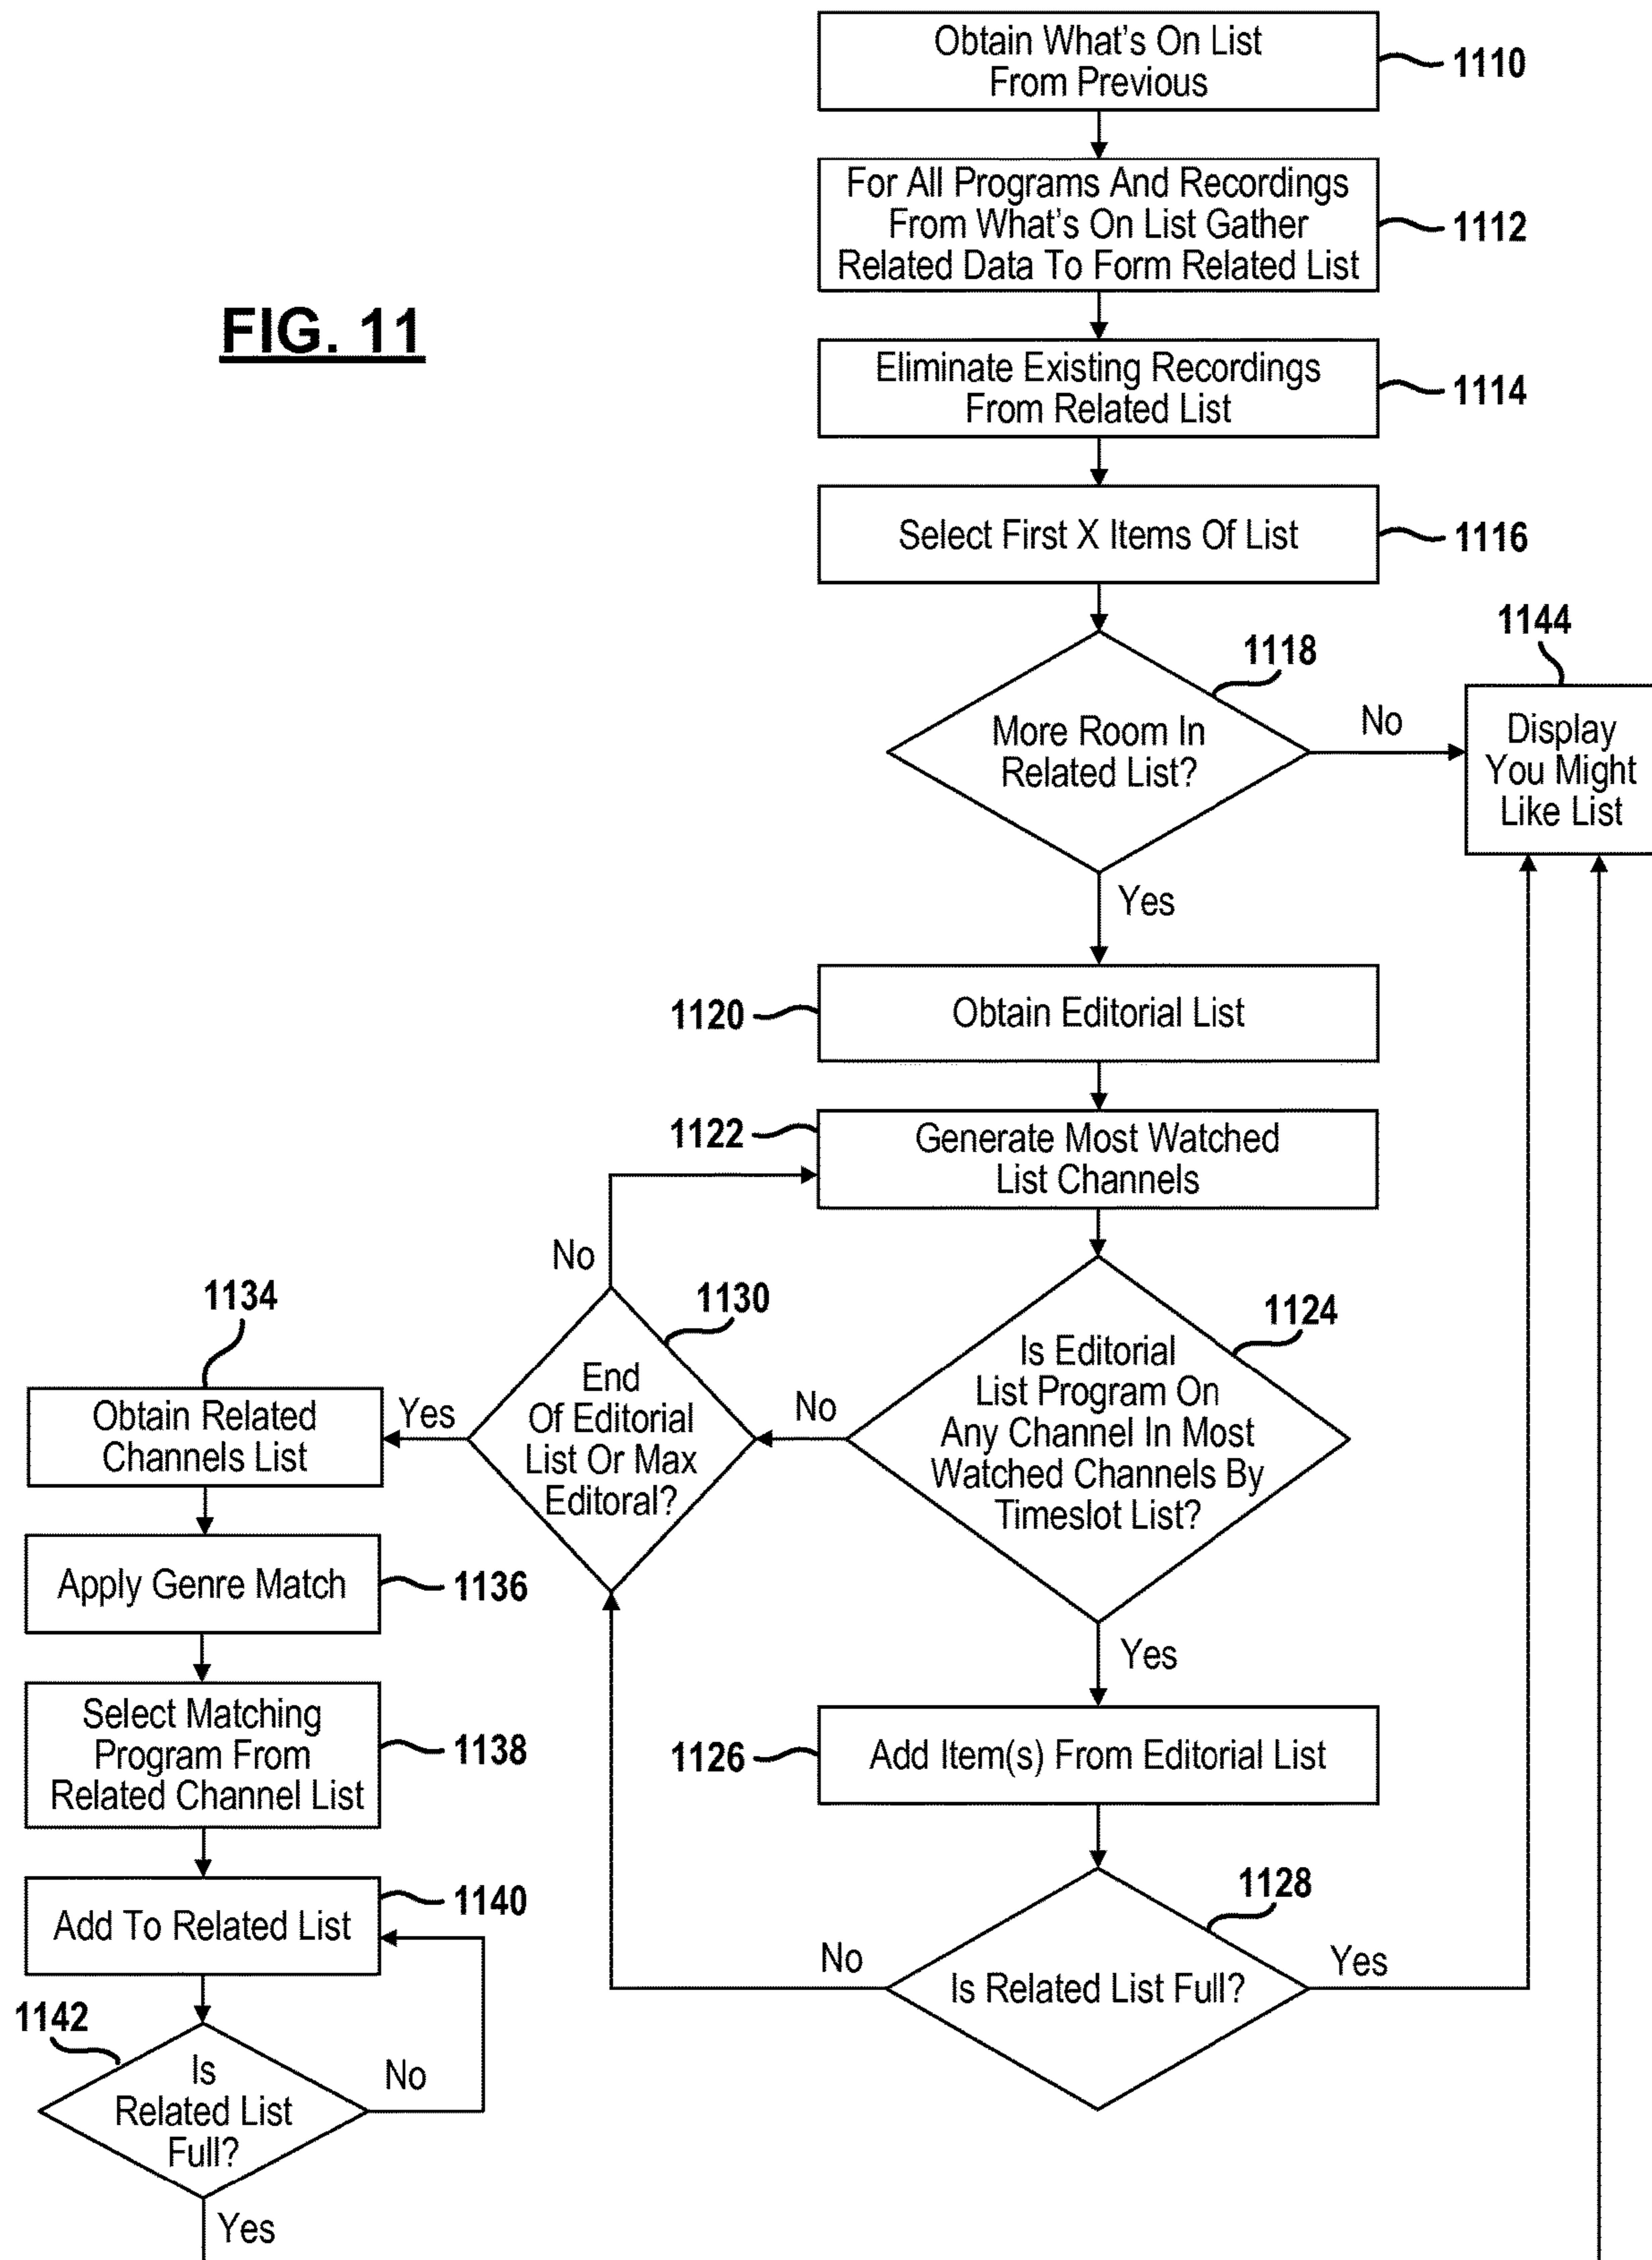 Obtain What's On List
From Previous
1110
For All Programs And Recordings
From What's On List Gather
Related Data To Form Related List
1112
FIG. 11
Eliminate Existing Recordings
From Related List
1114
Select First X Items Of List
1116
1144
1118
More Room In
Related List?
No
Display
You Might
Like List
Yes
1120
Obtain Editorial List
1122
Generate Most Watched
List Channels
No
1134
1130
1124
Is Editorial
List Program On
Any Channel In Most
Watched Channels By
Timeslot List?
No
End
Of Editorial
List Or Max
Editoral?
Yes
Obtain Related
Channels List
Apply Genre Match
1136
Yes
Select Matching
Program From
Related Channel List
1138
1126
Add Item(s) From Editorial List
1128
Add To Related List
1140
No
Is Related List Full?
Yes
1142
Is
Related List
Full?
No
Yes